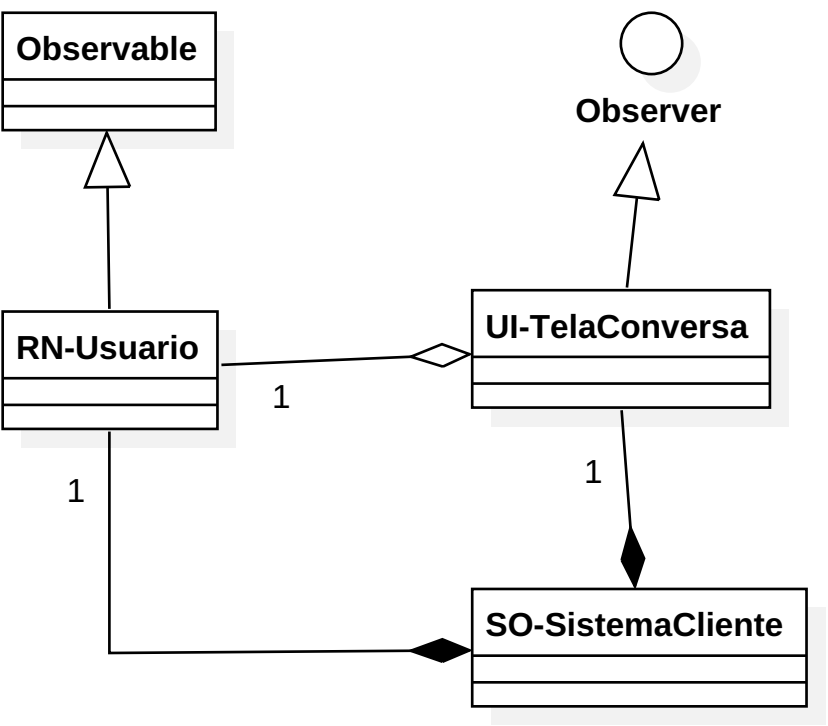 Observable
Observer
RN-Usuario
UI-TelaConversa
1
1
1
SO-SistemaCliente